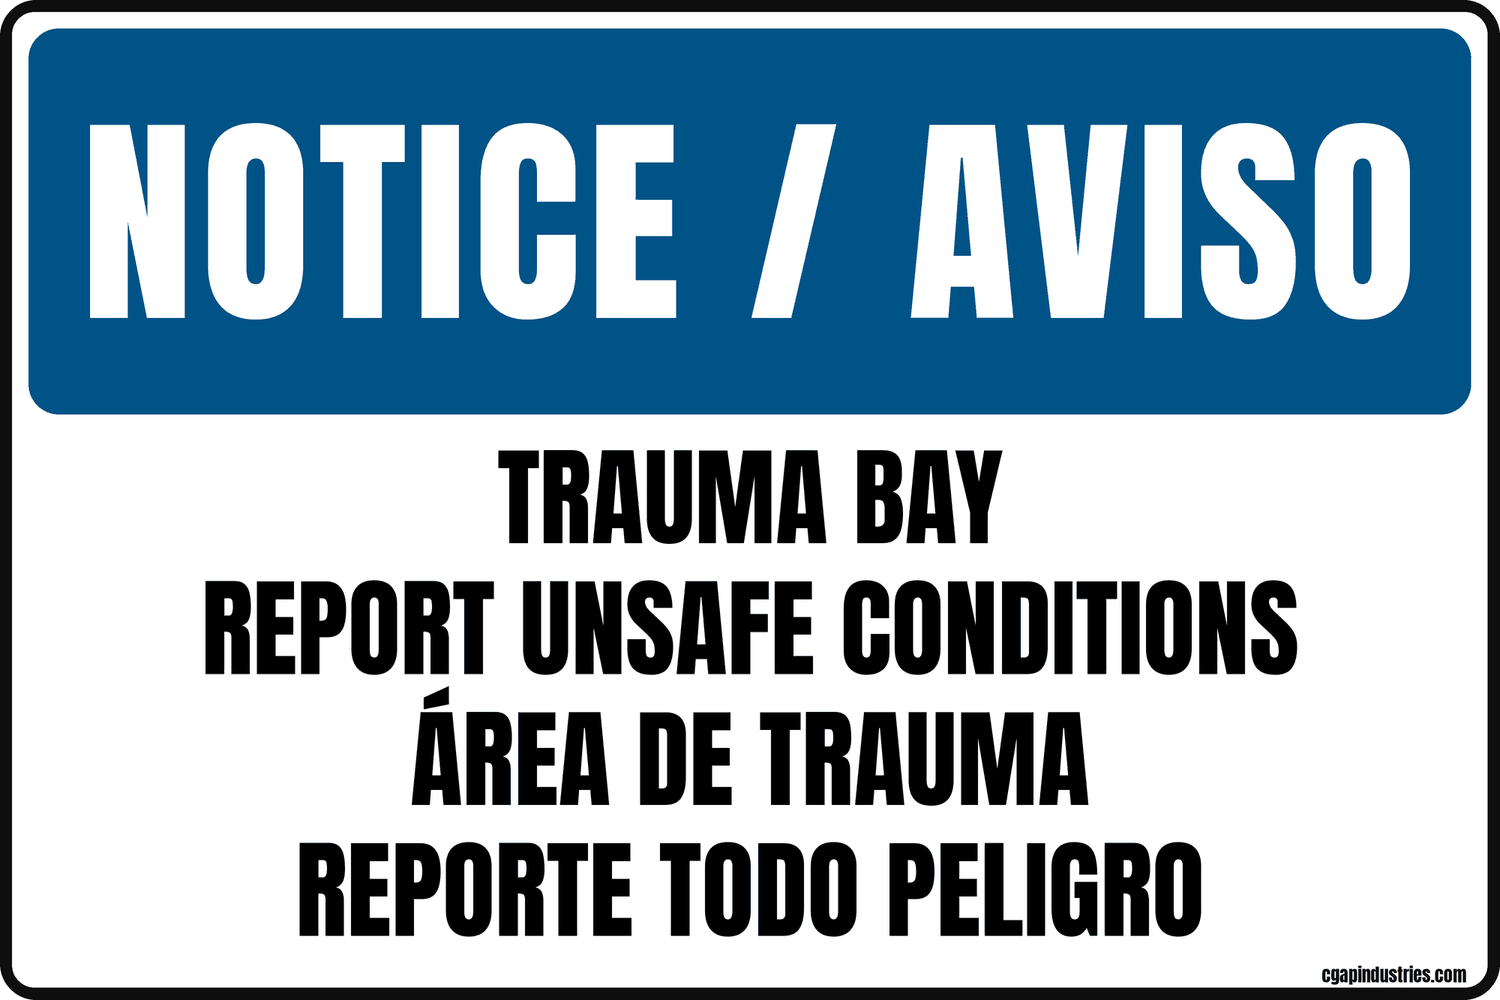 NOTICE / AVISO
TRAUMA BAY
REPORT UNSAFE CONDITIONS
ÁREA DE TRAUMA
REPORTE TODO PELIGRO
cgapindustries.com